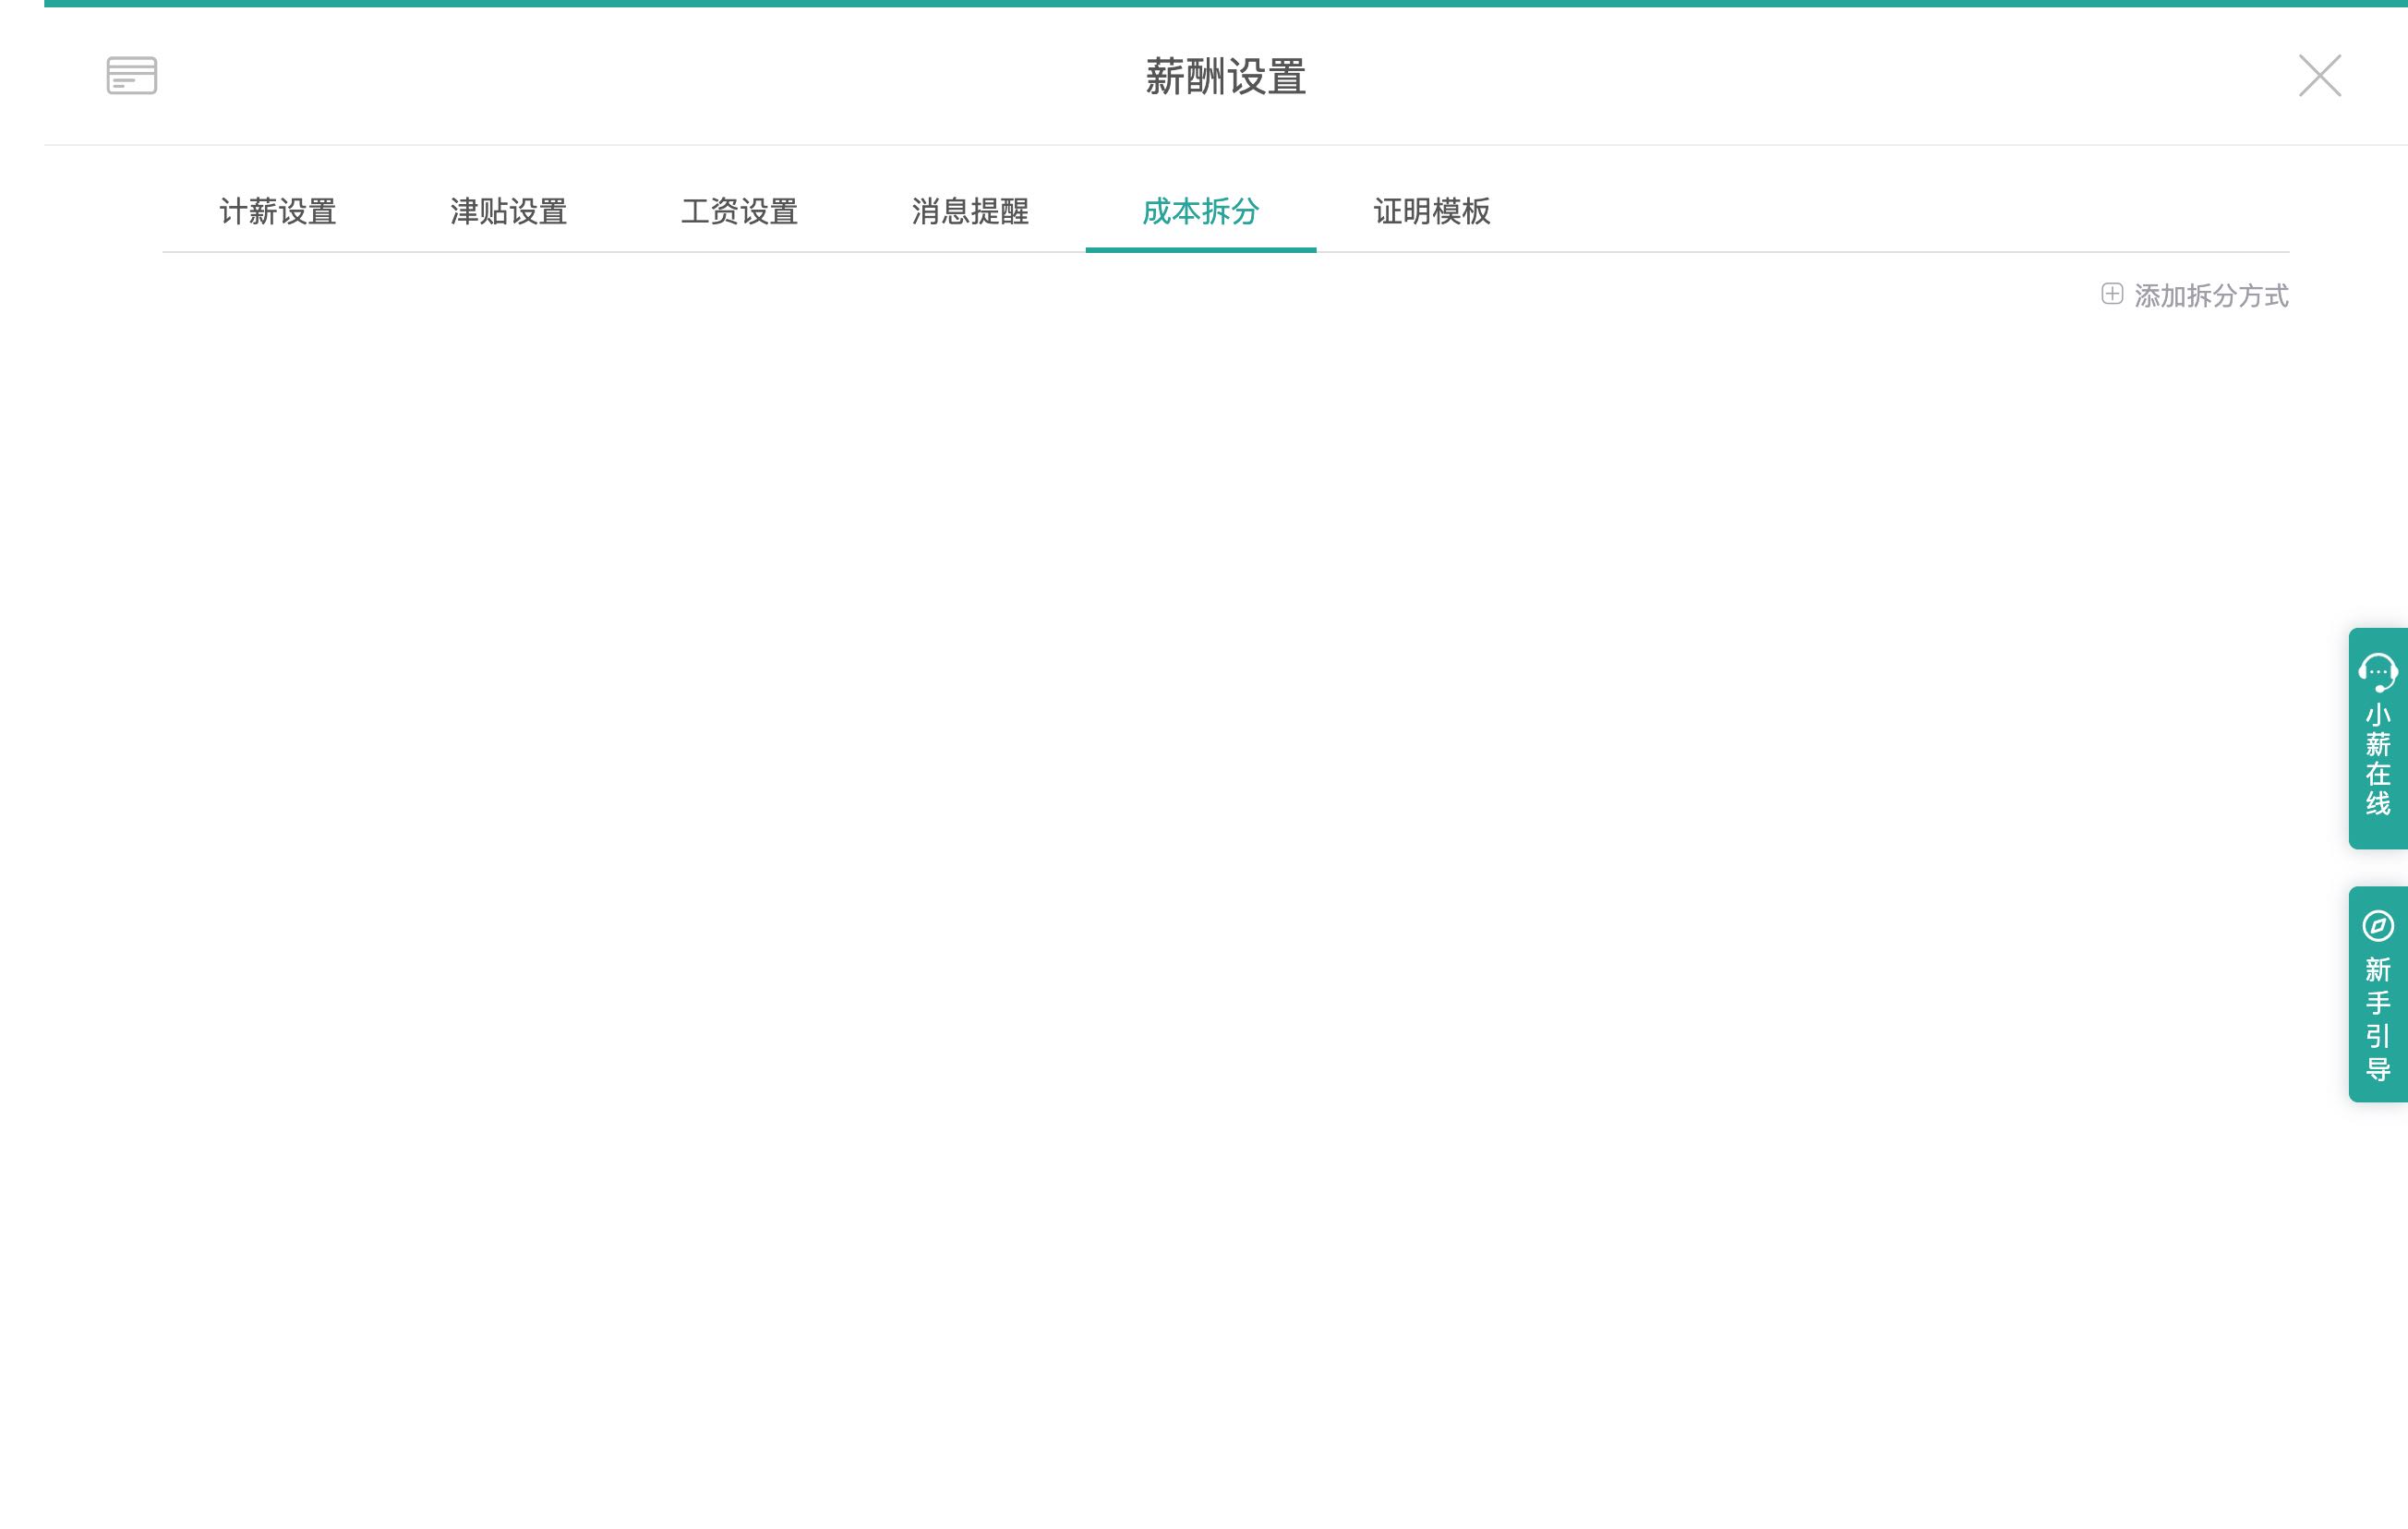 薪酬设置
计薪设置 津贴设置 工资设置 消息提醒 成本拆分 证明模板
添加拆分方式
小薪在线
新手引导